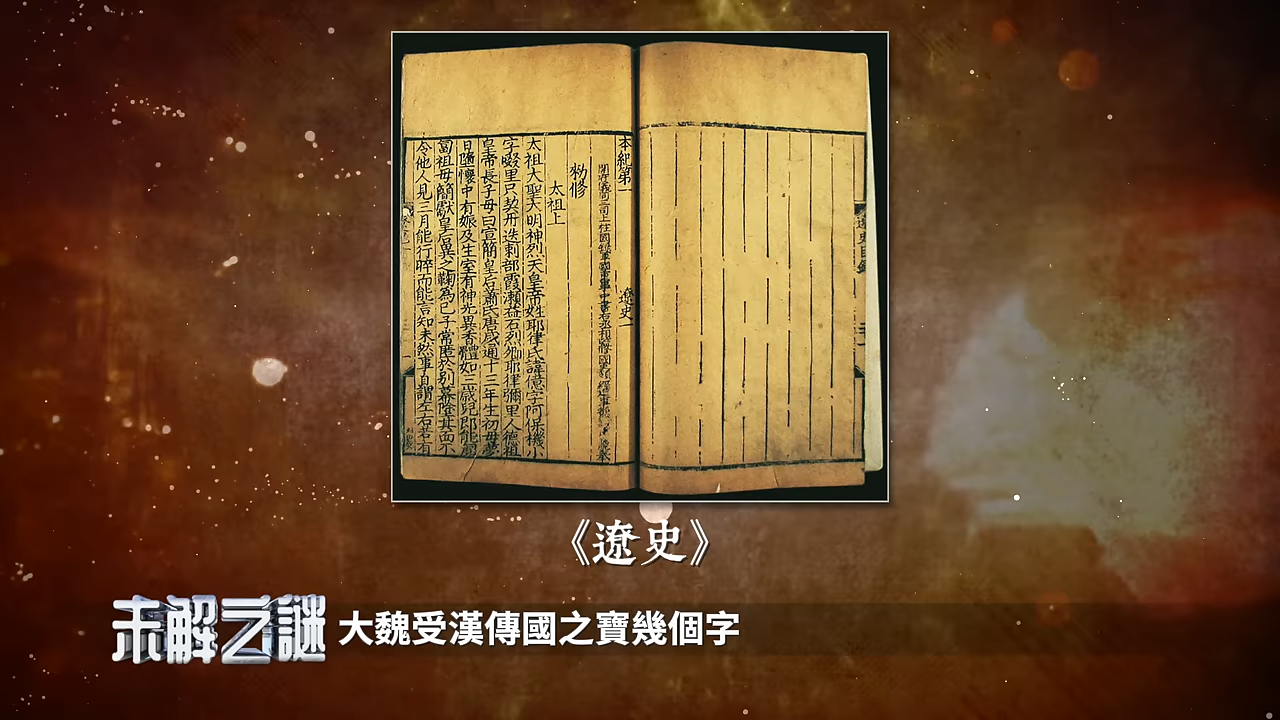 本紀第一
遼史一
勑修
太祖上
太祖大聖大明神烈天皇帝姓耶律氏諱億字阿保機小
字啜里只契丹迭剌部霞瀨益石烈鄉耶律彌里人德祖
皇帝長子母曰宣簡皇后蕭氏唐咸通十三年生初母夢
日墮懷中有娠及生室有神光異香體如三歲兒即能匍
匐祖母簡獻皇后異之鞠為己子常匿於別幕塗其面不
令他人見三月能行晬而能言知未然事自謂左右若有
《遼史》
未解之謎
大魏受漢傳國之寶幾個字